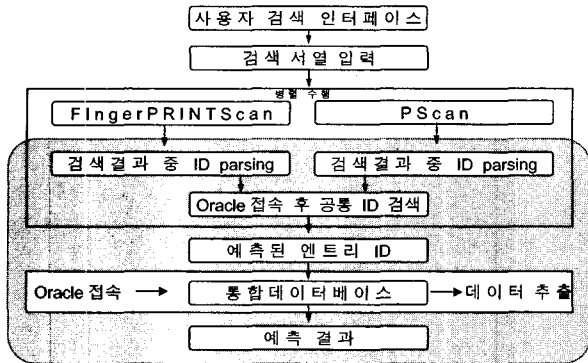 사용자 검색 인터페이스
검색 서열 입력
병렬 수행
FIngerPRINTScan
PScan
검색결과 중 ID parsing
검색결과 중 ID parsing
Oracle 접속 후 공통 ID 검색
예측된 엔트리 ID
Oracle 접속
통합데이터베이스
데이터 추출
예측 결과